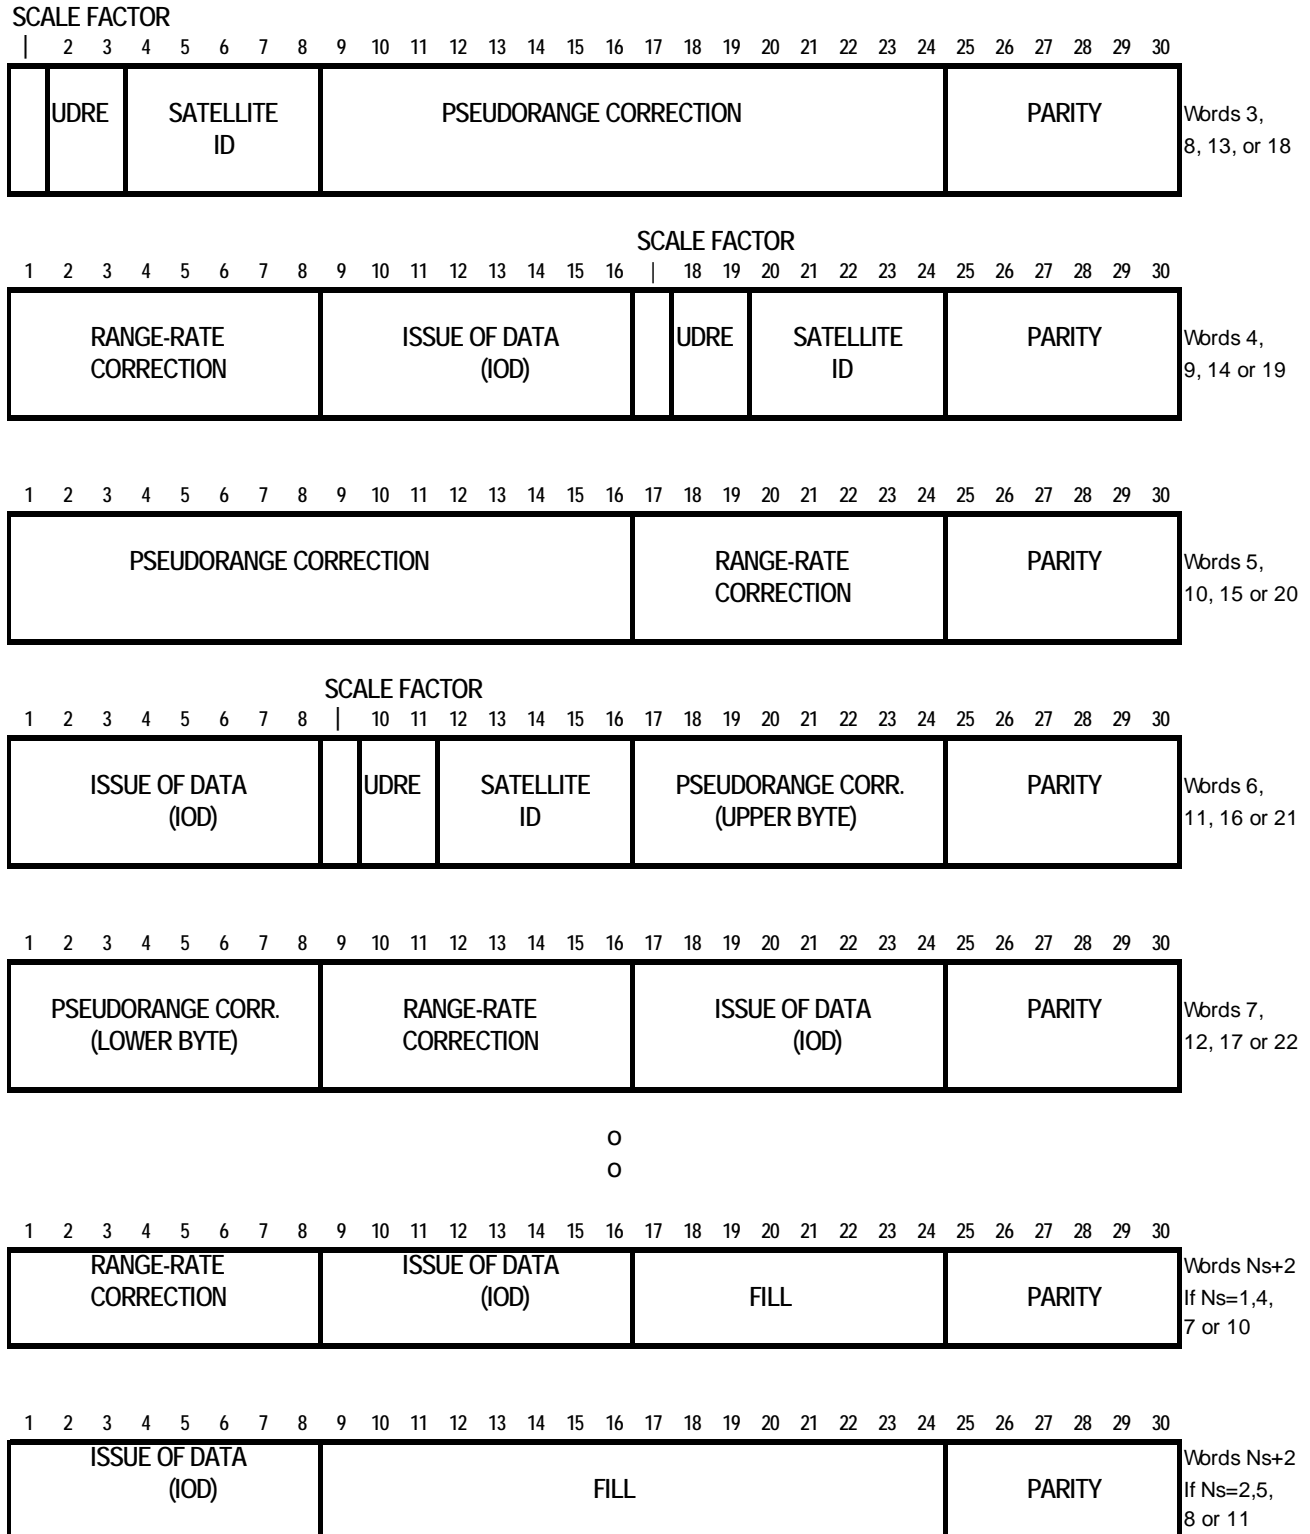 SCALE FACTOR
| 2 3 4 5 6 7 8 9 10 11 12 13 14 15 16 17 18 19 20 21 22 23 24 25 26 27 28 29 30
UDRE SATELLITE PSEUDORANGE CORRECTION PARITY Words 3,
ID 8, 13, or 18
SCALE FACTOR
1 2 3 4 5 6 7 8 9 10 11 12 13 14 15 16 | 18 19 20 21 22 23 24 25 26 27 28 29 30
RANGE-RATE ISSUE OF DATA UDRE SATELLITE PARITY Words 4,
CORRECTION (IOD) ID 9, 14 or 19
1 2 3 4 5 6 7 8 9 10 11 12 13 14 15 16 17 18 19 20 21 22 23 24 25 26 27 28 29 30
PSEUDORANGE CORRECTION RANGE-RATE PARITY Words 5,
CORRECTION 10, 15 or 20
SCALE FACTOR
1 2 3 4 5 6 7 8 | 10 11 12 13 14 15 16 17 18 19 20 21 22 23 24 25 26 27 28 29 30
ISSUE OF DATA UDRE SATELLITE PSEUDORANGE CORR. PARITY Words 6,
(IOD) ID (UPPER BYTE) 11, 16 or 21
1 2 3 4 5 6 7 8 9 10 11 12 13 14 15 16 17 18 19 20 21 22 23 24 25 26 27 28 29 30
PSEUDORANGE CORR. RANGE-RATE ISSUE OF DATA PARITY Words 7,
(LOWER BYTE) CORRECTION (IOD) 12, 17 or 22
o
o
1 2 3 4 5 6 7 8 9 10 11 12 13 14 15 16 17 18 19 20 21 22 23 24 25 26 27 28 29 30
RANGE-RATE ISSUE OF DATA Words Ns+2
CORRECTION (IOD) FILL PARITY If Ns=1,4,
7 or 10
1 2 3 4 5 6 7 8 9 10 11 12 13 14 15 16 17 18 19 20 21 22 23 24 25 26 27 28 29 30
ISSUE OF DATA Words Ns+2
(IOD) FILL PARITY If Ns=2,5,
8 or 11